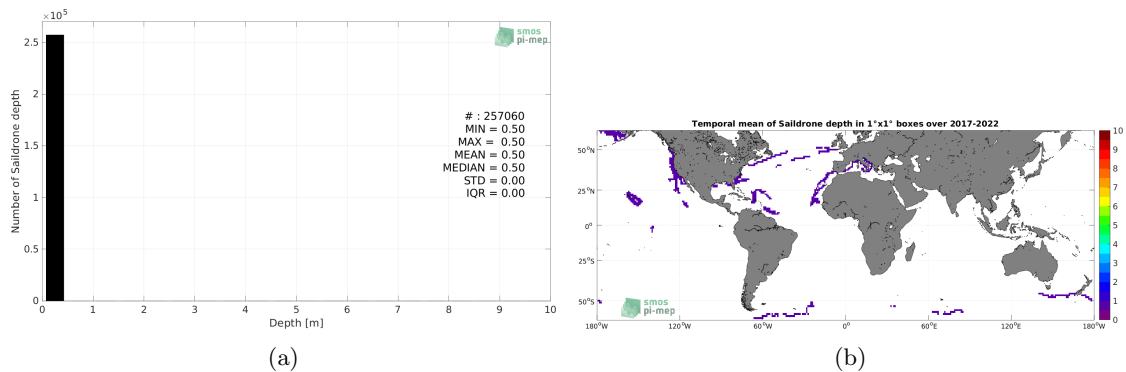 ×10⁵
2.5
2
1.5
1
0.5
0
0 1 2 3 4 5 6 7 8 9 10
Number of Saildrone depth
Depth [m]
smos
pi-mep
# : 257060
MIN = 0.50
MAX = 0.50
MEAN = 0.50
MEDIAN = 0.50
STD = 0.00
IQR = 0.00
(a)
Temporal mean of Saildrone depth in 1°x1° boxes over 2017-2022
50°N
25°N
0°
25°S
50°S
180°W 120°W 60°W 0° 60°E 120°E 180°W
smos
pi-mep
10
9
8
7
6
5
4
3
2
1
0
(b)